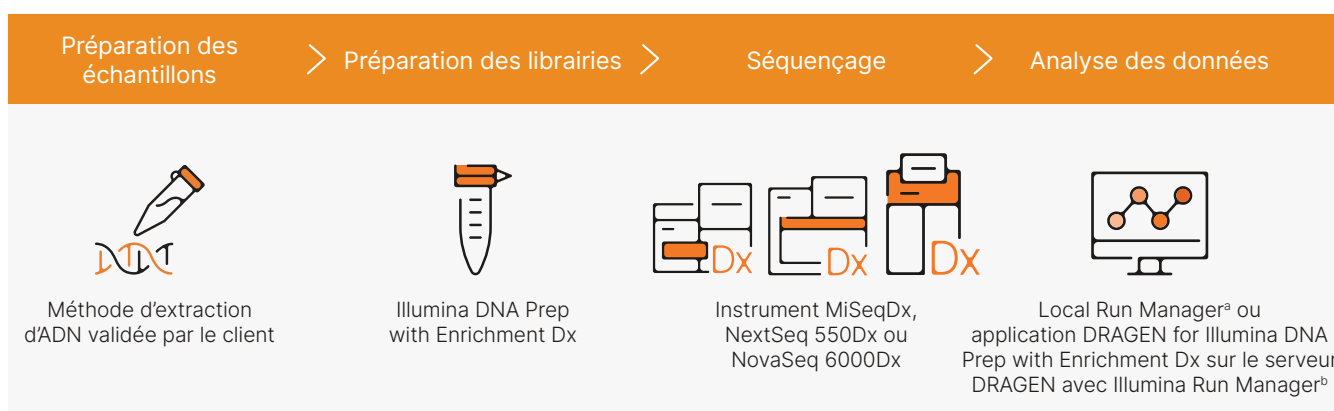 Préparation des
échantillons
Préparation des librairies
Séquençage
Analyse des données
Méthode d’extraction
d’ADN validée par le client
Illumina DNA Prep
with Enrichment Dx
Dx
Dx
Dx
Instrument MiSeqDx,
NextSeq 550Dx ou
NovaSeq 6000Dx
Local Run Managerᵃ ou
application DRAGEN for Illumina DNA
Prep with Enrichment Dx sur le serveur
DRAGEN avec Illumina Run Managerᵇ